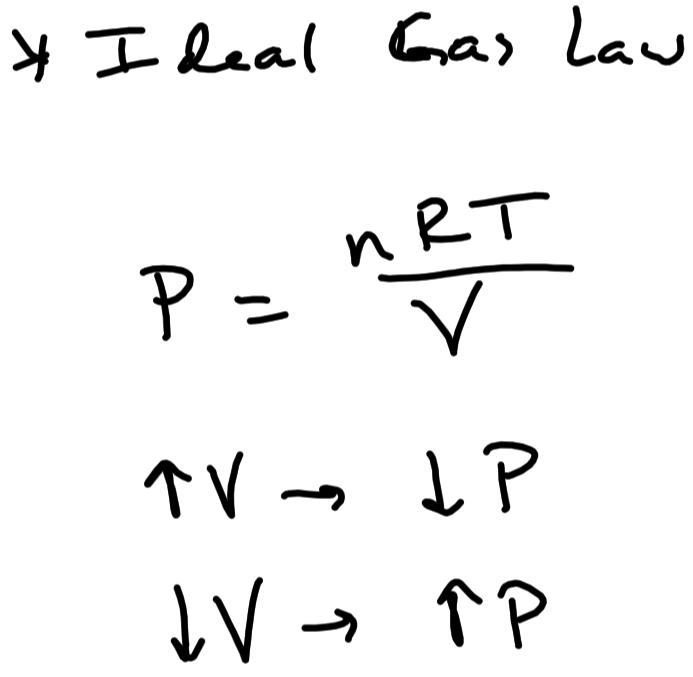 * Ideal Gas Law
P = nRT / V
↑V → ↓P
↓V → ↑P